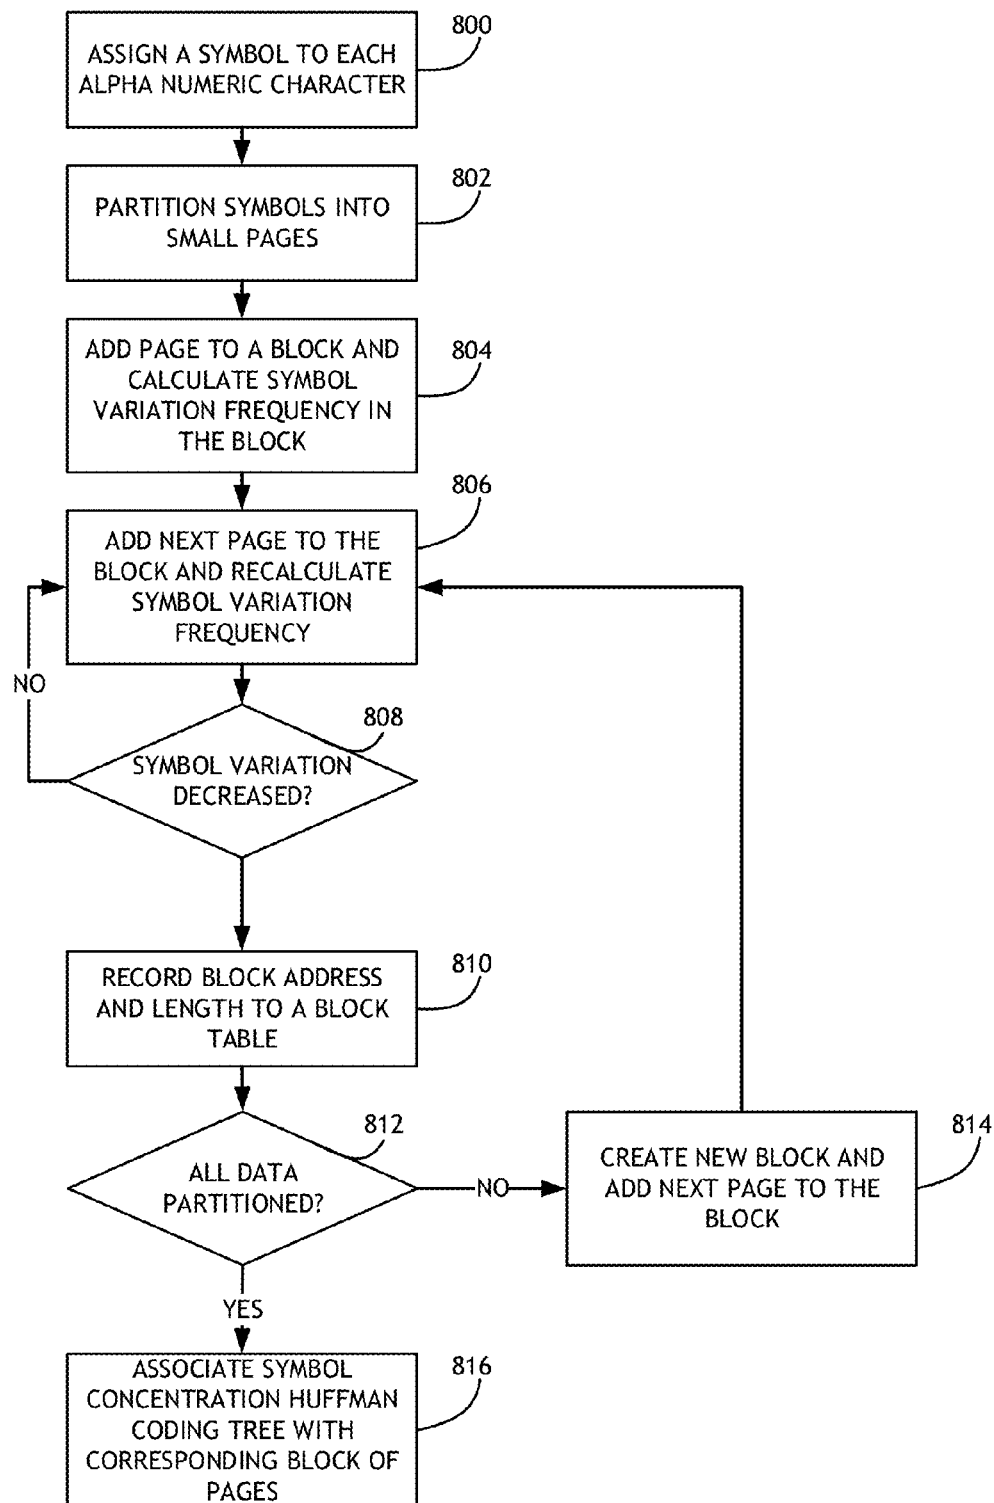 800
ASSIGN A SYMBOL TO EACH
ALPHA NUMERIC CHARACTER
802
PARTITION SYMBOLS INTO
SMALL PAGES
804
ADD PAGE TO A BLOCK AND
CALCULATE SYMBOL
VARIATION FREQUENCY IN
THE BLOCK
806
ADD NEXT PAGE TO THE
BLOCK AND RECALCULATE
SYMBOL VARIATION
FREQUENCY
NO
808
SYMBOL VARIATION
DECREASED?
810
RECORD BLOCK ADDRESS
AND LENGTH TO A BLOCK
TABLE
812
ALL DATA
PARTITIONED?
NO
814
CREATE NEW BLOCK AND
ADD NEXT PAGE TO THE
BLOCK
YES
816
ASSOCIATE SYMBOL
CONCENTRATION HUFFMAN
CODING TREE WITH
CORRESPONDING BLOCK OF
PAGES